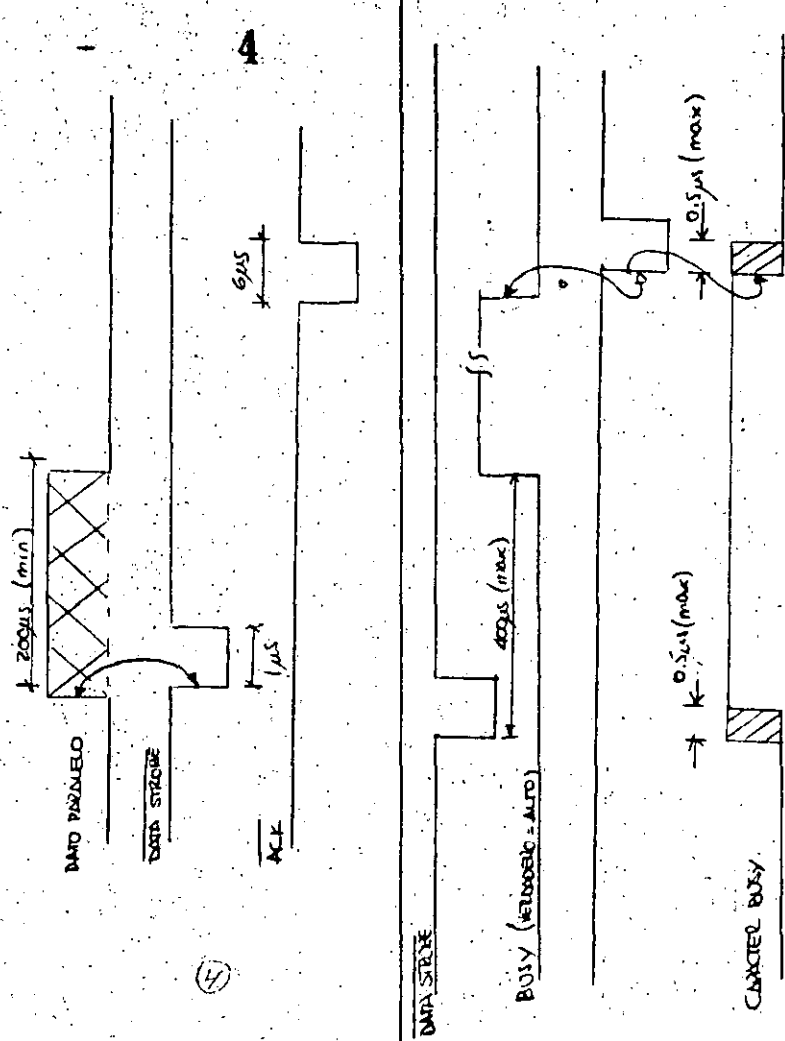 4
200µs (min)
DATO PARALELO
DATA STROBE
1µs
ACK
6µs
(4)
DATA STROBE
400µs (max)
BUSY (VERDADERO = ALTO)
0.5µs (max)
0.5µs (max)
CARACTER BUSY